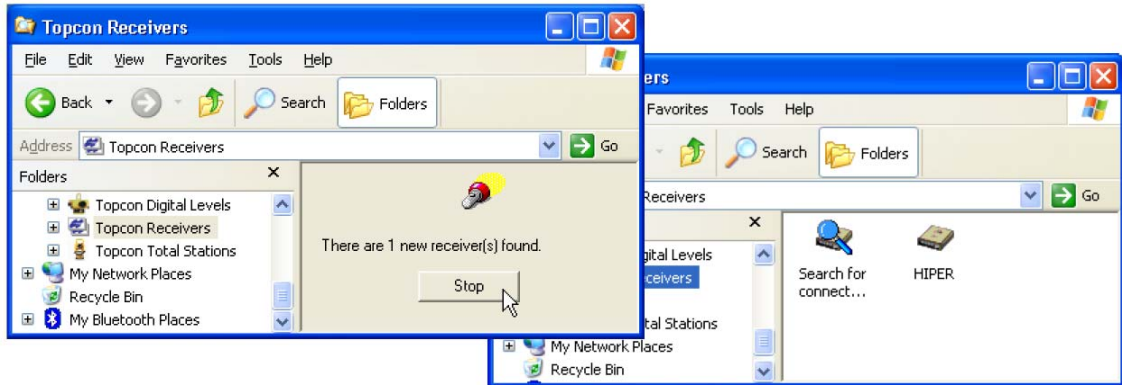 Topcon Receivers
File Edit View Favorites Tools Help
Back Search Folders
Address Topcon Receivers Go
Folders
Topcon Digital Levels
Topcon Receivers
Topcon Total Stations
My Network Places
Recycle Bin
My Bluetooth Places
There are 1 new receiver(s) found.
Stop
ers
Favorites Tools Help
Search Folders
Receivers Go
gital Levels
ceivers
tal Stations
My Network Places
Recycle Bin
Search for
connect...
HIPER